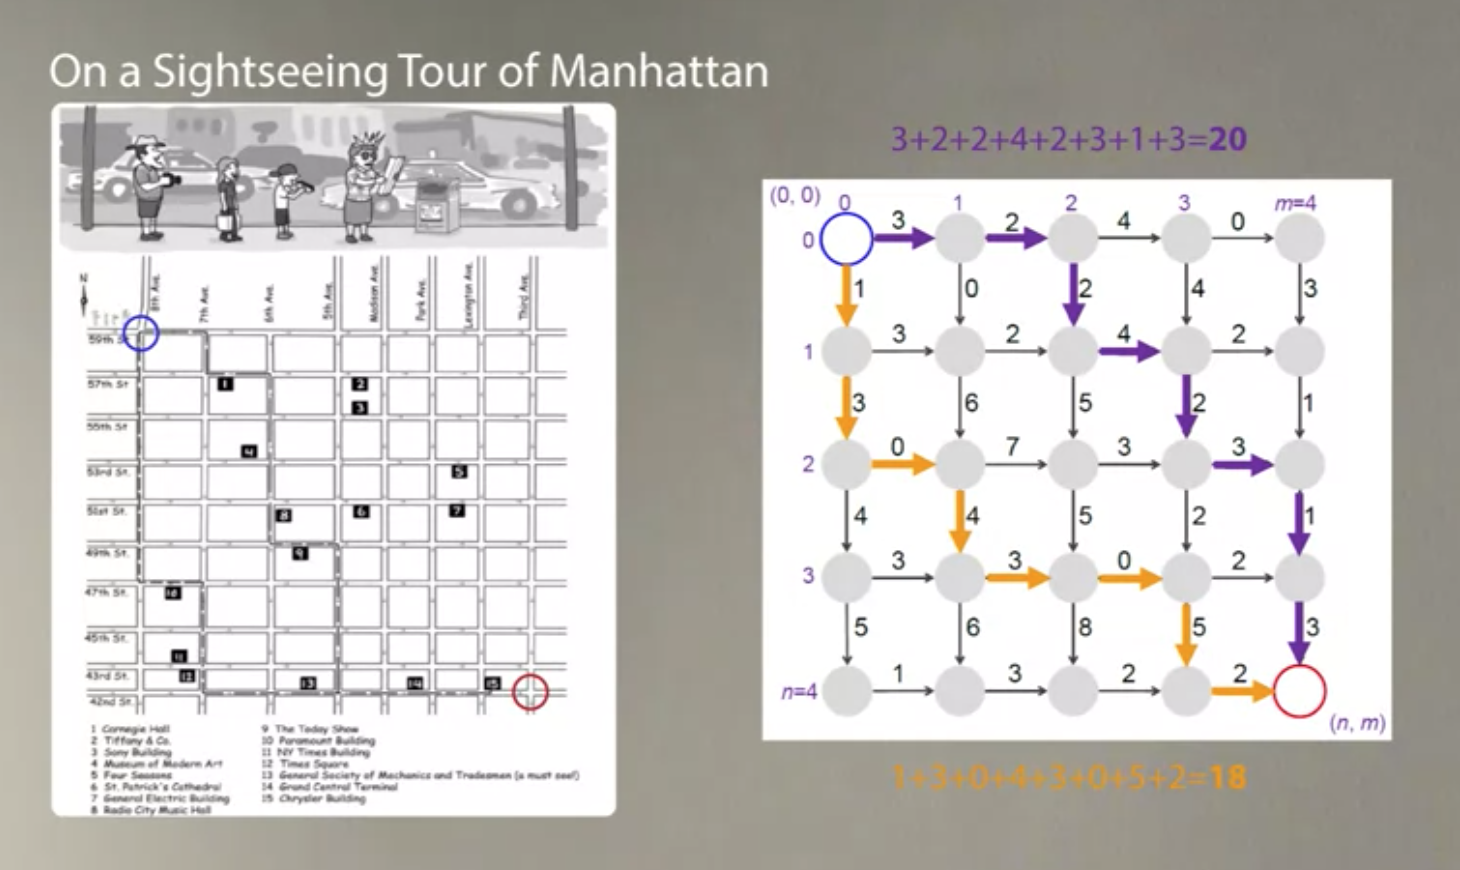 On a Sightseeing Tour of Manhattan
N
8th Ave.
7th Ave.
6th Ave.
5th Ave.
Madison Ave.
Park Ave.
Lexington Ave.
Third Ave.
59th St
57th St
1
2
3
55th St
4
53rd St.
5
51st St.
8
6
7
49th St.
9
47th St.
10
45th St.
11
43rd St.
12
13
14
15
42nd St.
1 Carnegie Hall
2 Tiffany & Co.
3 Sony Building
4 Museum of Modern Art
5 Four Seasons
6 St. Patrick's Cathedral
7 General Electric Building
8 Radio City Music Hall
9 The Today Show
10 Paramount Building
11 NY Times Building
12 Times Square
13 General Society of Mechanics and Tradesmen (a must see!)
14 Grand Central Terminal
15 Chrysler Building
3+2+2+4+2+3+1+3=20
(0, 0) 0 1 2 3 m=4
0 3 2 4 0
1 0 2 4 3
1 3 2 4 2
3 6 5 2 1
2 0 7 3 3
4 4 5 2 1
3 3 3 0 2
5 6 8 5 3
n=4 1 3 2 2
(n, m)
1+3+0+4+3+0+5+2=18